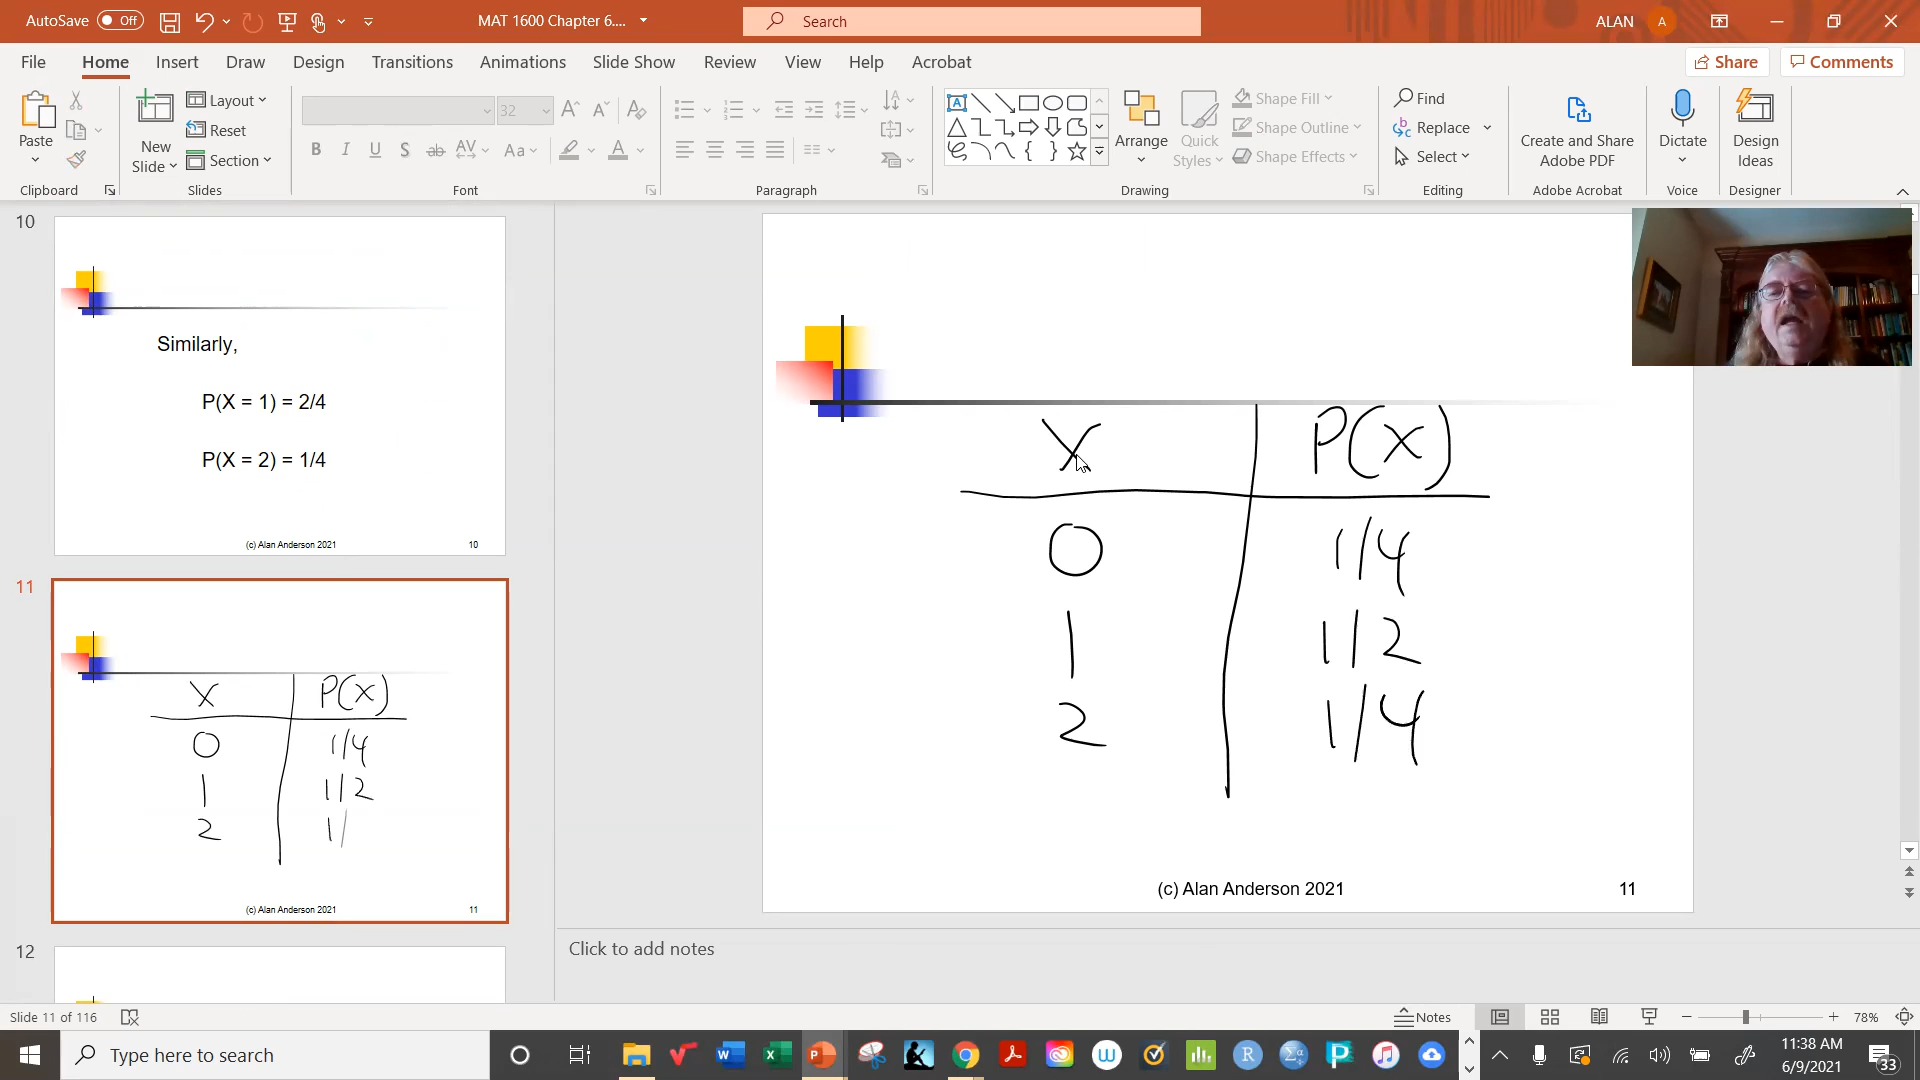 AutoSave Off MAT 1600 Chapter 6.... Search ALAN A
File Home Insert Draw Design Transitions Animations Slide Show Review View Help Acrobat Share Comments
Paste
New Slide
Layout
Reset
Section
32
B I U S ab AV Aa A
Arrange
Quick Styles
Shape Fill
Shape Outline
Shape Effects
Find
Replace
Select
Create and Share Adobe PDF
Dictate
Design Ideas
Clipboard Slides Font Paragraph Drawing Editing Adobe Acrobat Voice Designer
10
Similarly,
P(X = 1) = 2/4
P(X = 2) = 1/4
(c) Alan Anderson 2021 10
11
X P(X)
0 1/4
1 1/2
2 1/
(c) Alan Anderson 2021 11
12
X P(X)
0 1/4
1 1/2
2 1/4
(c) Alan Anderson 2021 11
Click to add notes
Slide 11 of 116 Notes 78%
Type here to search
11:38 AM
6/9/2021
33